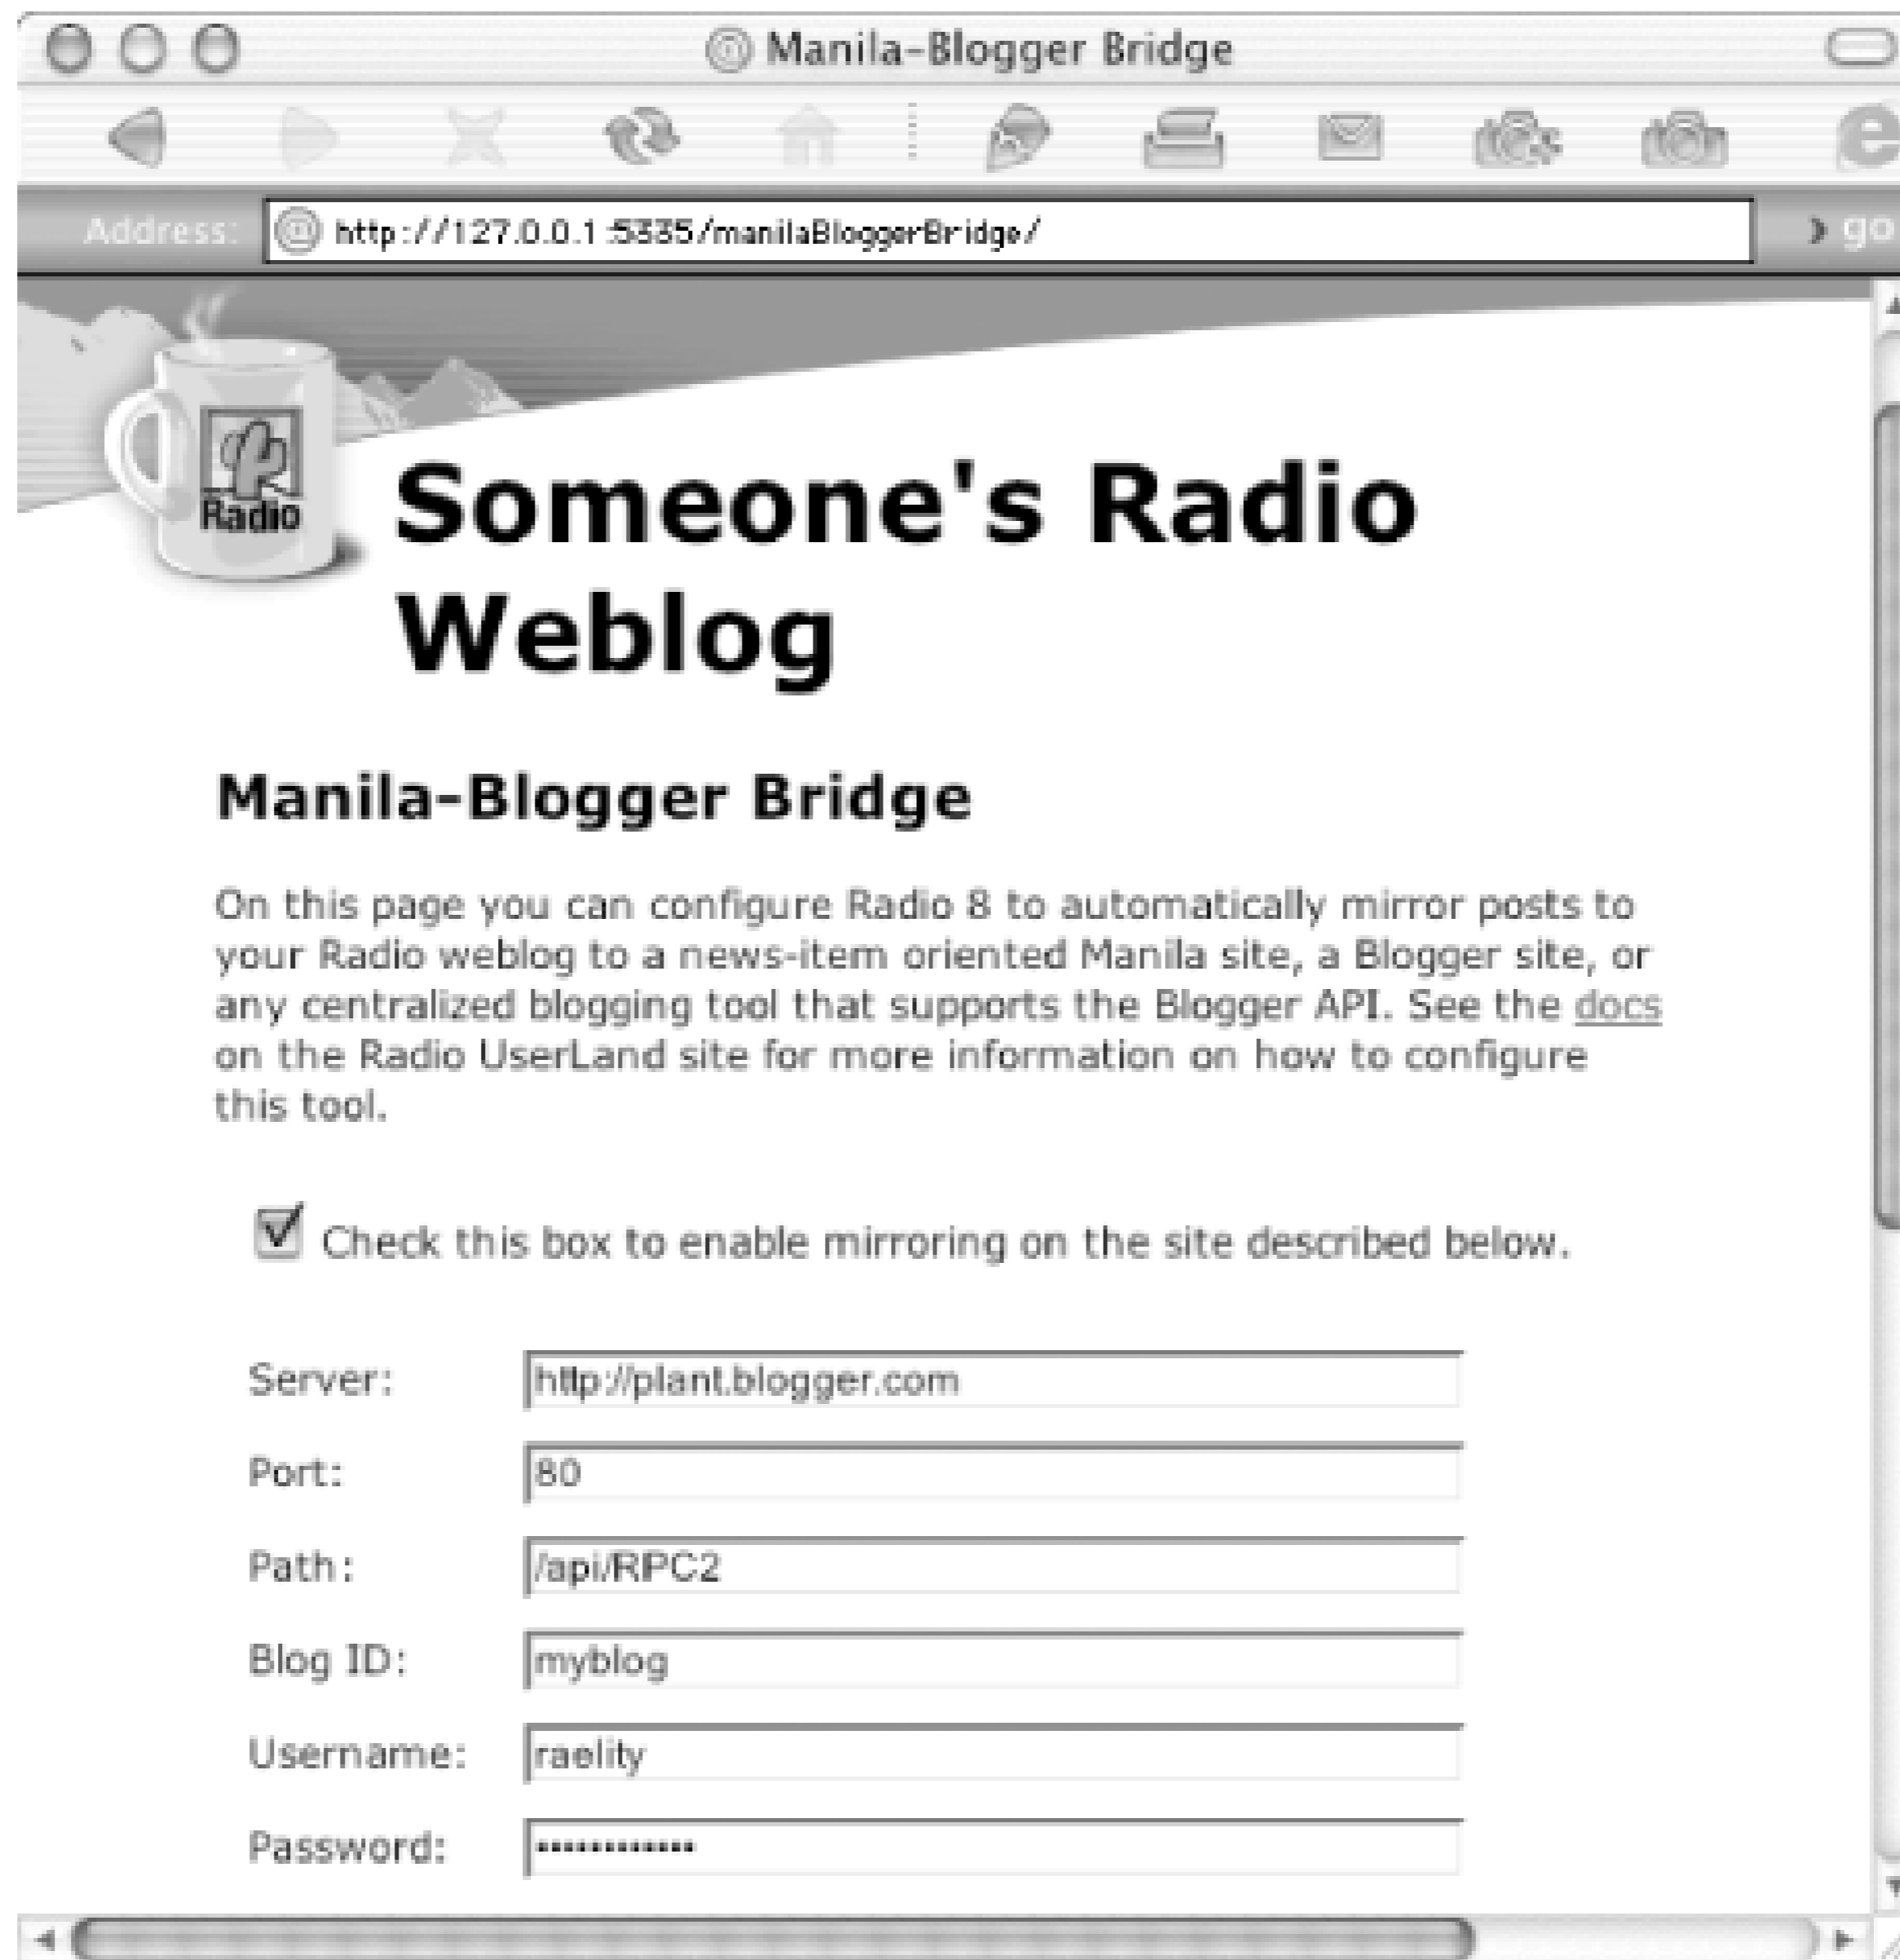 @ Manila-Blogger Bridge
Address: @ http://127.0.0.1:5335/manilaBloggerBridge/ go
Radio
Someone's Radio
Weblog
Manila-Blogger Bridge
On this page you can configure Radio 8 to automatically mirror posts to
your Radio weblog to a news-item oriented Manila site, a Blogger site, or
any centralized blogging tool that supports the Blogger API. See the docs
on the Radio UserLand site for more information on how to configure
this tool.
Check this box to enable mirroring on the site described below.
Server: http://plant.blogger.com
Port: 80
Path: /api/RPC2
Blog ID: myblog
Username: raelity
Password: ••••••••••••